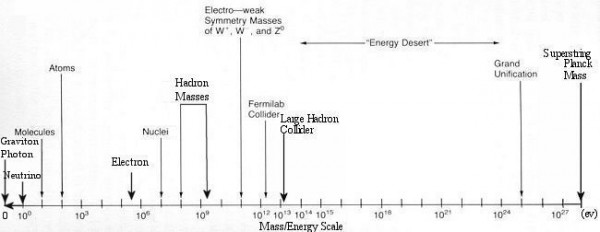 Electro—weak
Symmetry Masses
of W⁺, W⁻, and Z⁰
"Energy Desert"
Superstring
Planck
Mass
Grand
Unification
Atoms
Hadron
Masses
Fermilab
Collider
Large Hadron
Collider
Molecules
Nuclei
Graviton
Photon
Electron
Neutrino
0 10⁰ 10³ 10⁶ 10⁹ 10¹² 10¹³ 10¹⁴ 10¹⁵ 10¹⁸ 10²¹ 10²⁴ 10²⁷ (ev)
Mass/Energy Scale